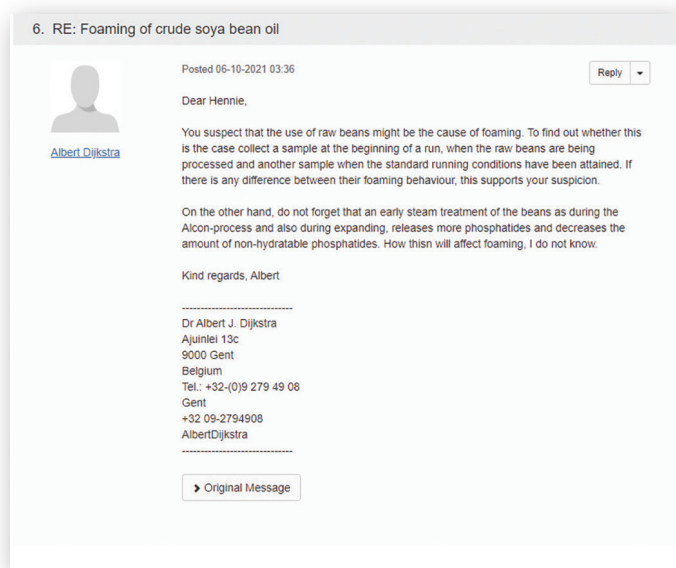 6. RE: Foaming of crude soya bean oil
Albert Dijkstra
Posted 06-10-2021 03:36
Reply
Dear Hennie,
You suspect that the use of raw beans might be the cause of foaming. To find out whether this
is the case collect a sample at the beginning of a run, when the raw beans are being
processed and another sample when the standard running conditions have been attained. If
there is any difference between their foaming behaviour, this supports your suspicion.
On the other hand, do not forget that an early steam treatment of the beans as during the
Alcon-process and also during expanding, releases more phosphatides and decreases the
amount of non-hydratable phosphatides. How thisn will affect foaming, I do not know.
Kind regards, Albert
------------------------------
Dr Albert J. Dijkstra
Ajuinlei 13c
9000 Gent
Belgium
Tel.: +32-(0)9 279 49 08
Gent
+32 09-2794908
AlbertDijkstra
------------------------------
Original Message